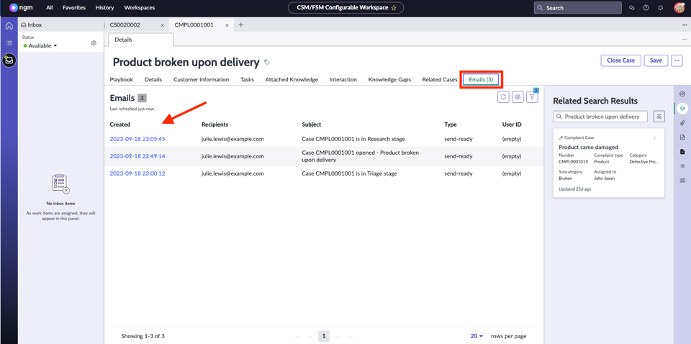 ngm
All
Favorites
History
Workspaces
CSM/FSM Configurable Workspace
Search
Inbox
CS0020002
CMPL0001001
Status
Available
Details
Product broken upon delivery
Close Case
Save
Playbook
Details
Customer Information
Tasks
Attached Knowledge
Interaction
Knowledge Gaps
Related Cases
Emails (3)
Emails 3
Last refreshed just now.
Created
Recipients
Subject
Type
User ID
2023-09-18 23:05:45
julie.lewis@example.com
Case CMPL0001001 is in Research stage
send-ready
(empty)
2023-09-18 22:49:14
julie.lewis@example.com
Case CMPL0001001 opened - Product broken
upon delivery
send-ready
(empty)
2023-09-18 23:00:12
julie.lewis@example.com
Case CMPL0001001 is in Triage stage
send-ready
(empty)
No inbox items
As work items are assigned, they will
appear in this panel.
Related Search Results
Product broken upon delivery
Complaint Case
Product came damaged
Number
CMPL0001019
Complaint type
Product
Category
Defective Pro...
Subcategory
Broken
Assigned to
John Jason
Updated 25d ago
Showing 1-3 of 3
1
20
rows per page